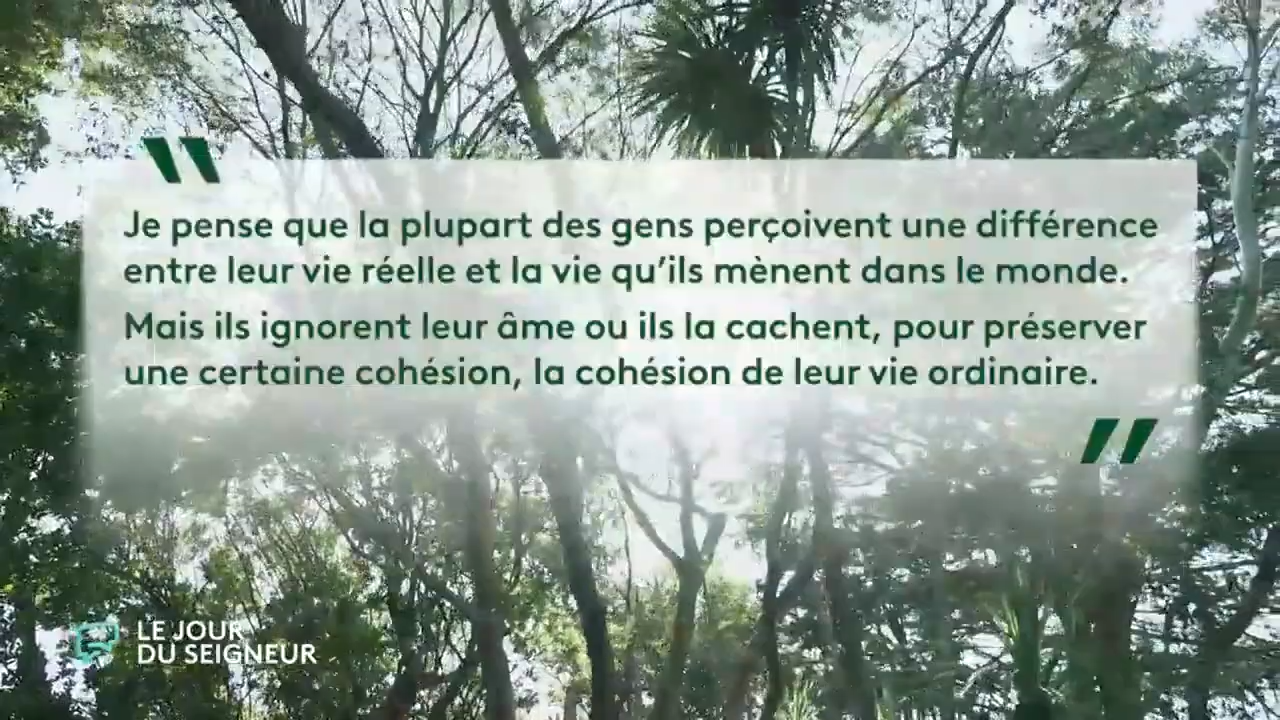 Je pense que la plupart des gens perçoivent une différence
entre leur vie réelle et la vie qu’ils mènent dans le monde.
Mais ils ignorent leur âme ou ils la cachent, pour préserver
une certaine cohésion, la cohésion de leur vie ordinaire.
LE JOUR
DU SEIGNEUR